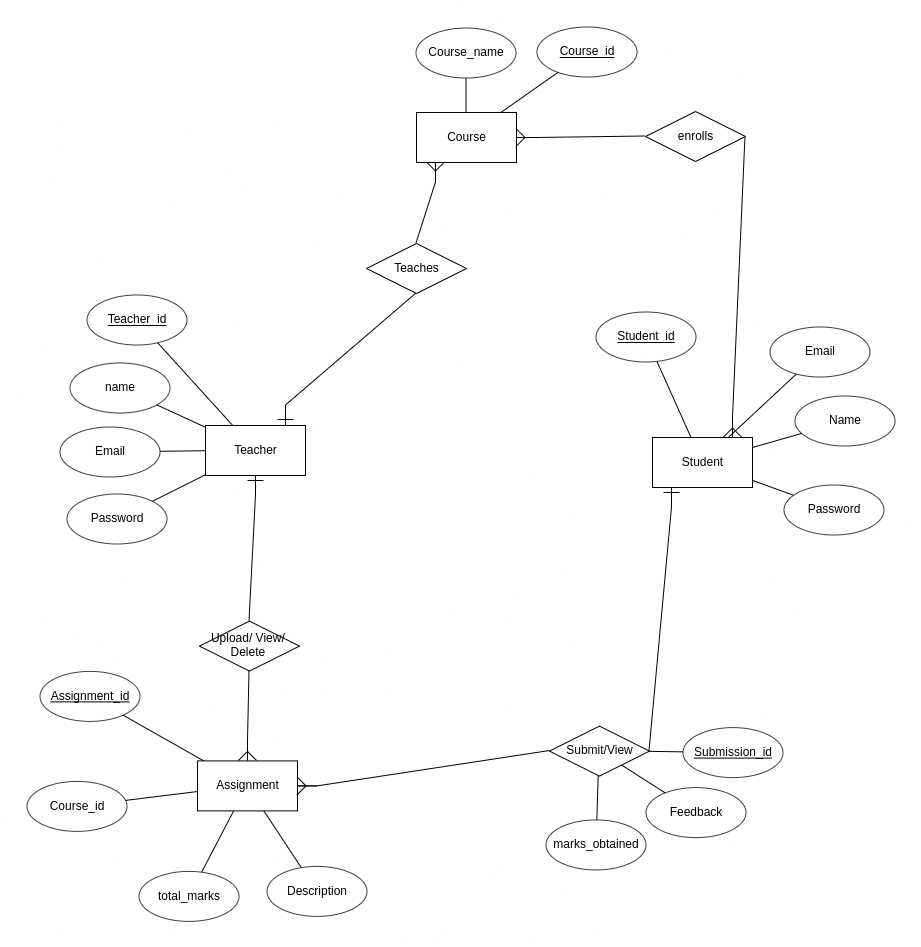 Course_name
Course_id
Course
enrolls
Teaches
Teacher_id
Student_id
Email
name
Name
Teacher
Email
Student
Password
Password
Upload/ View/
Delete
Assignment_id
Submit/View
Submission_id
Assignment
Course_id
Feedback
marks_obtained
total_marks
Description